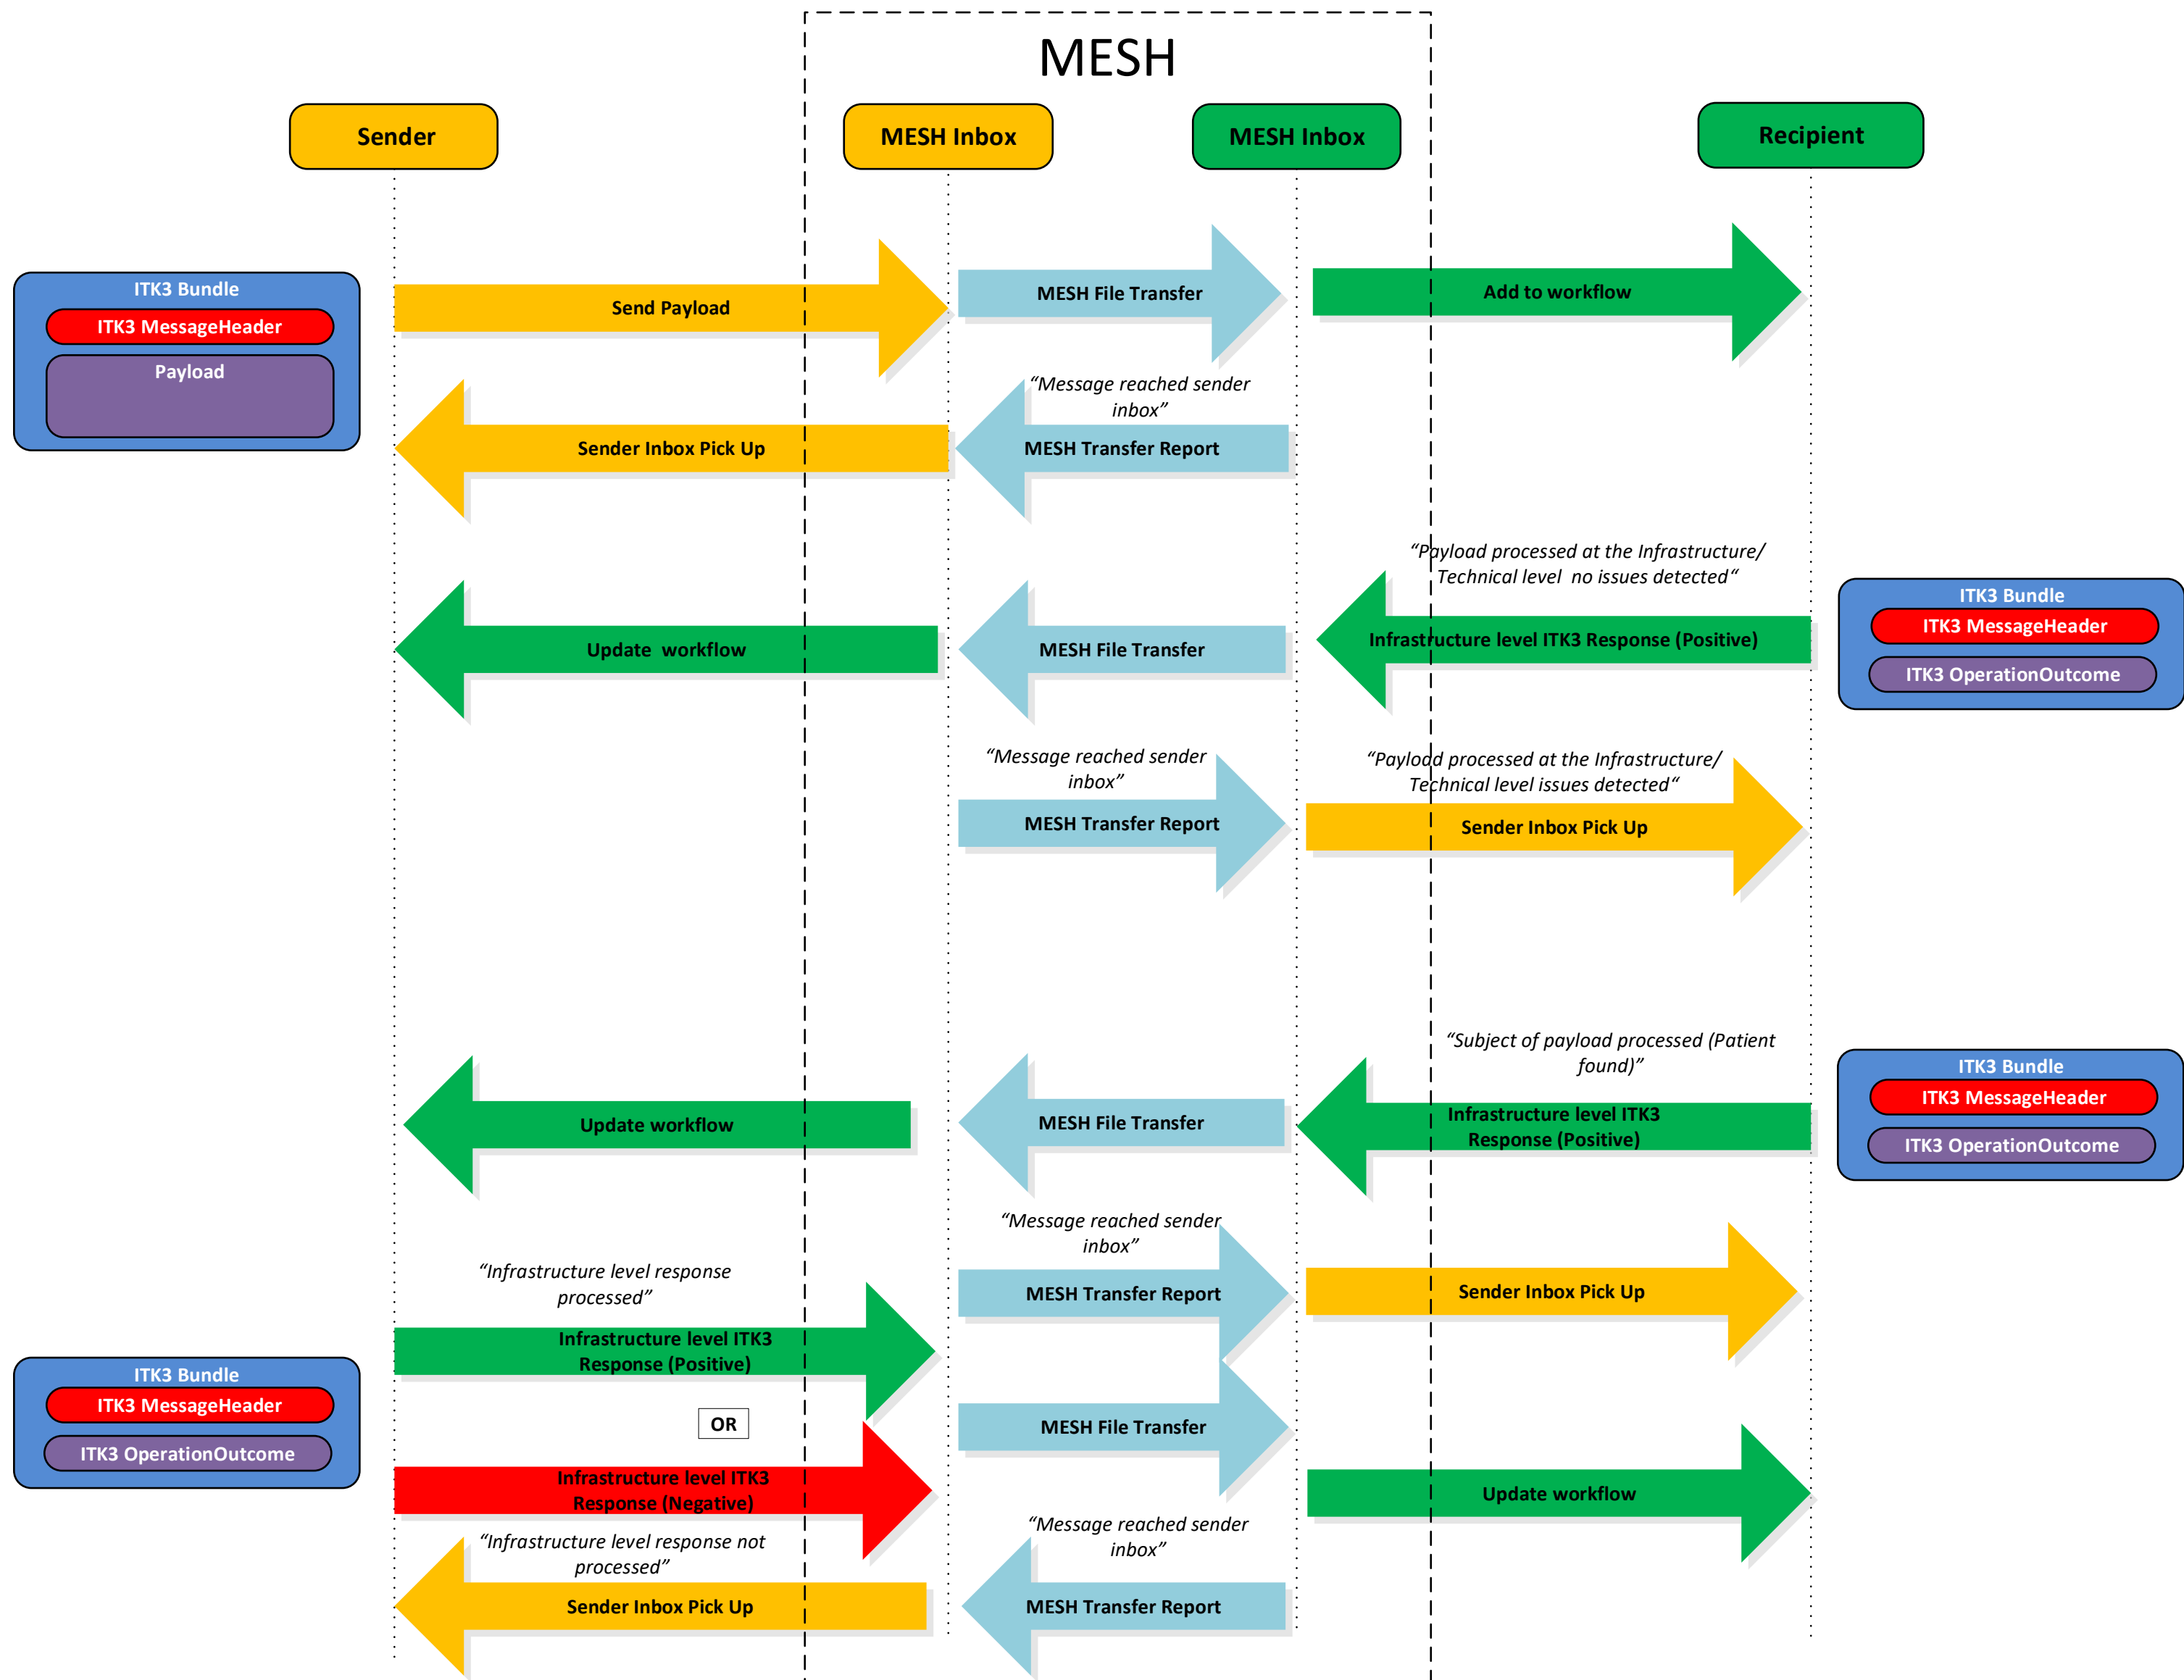 MESH
Sender
MESH Inbox
MESH Inbox
Recipient
ITK3 Bundle
ITK3 MessageHeader
Payload
Send Payload
MESH File Transfer
Add to workflow
“Message reached sender
inbox”
Sender Inbox Pick Up
MESH Transfer Report
“Payload processed at the Infrastructure/
Technical level  no issues detected“
Update  workflow
MESH File Transfer
Infrastructure level ITK3 Response (Positive)
ITK3 Bundle
ITK3 MessageHeader
ITK3 OperationOutcome
“Message reached sender
inbox”
“Payload processed at the Infrastructure/
Technical level issues detected“
MESH Transfer Report
Sender Inbox Pick Up
“Subject of payload processed (Patient
found)”
Update workflow
MESH File Transfer
Infrastructure level ITK3
Response (Positive)
ITK3 Bundle
ITK3 MessageHeader
ITK3 OperationOutcome
“Message reached sender
inbox”
“Infrastructure level response
processed”
MESH Transfer Report
Sender Inbox Pick Up
Infrastructure level ITK3
Response (Positive)
ITK3 Bundle
ITK3 MessageHeader
ITK3 OperationOutcome
OR
MESH File Transfer
Infrastructure level ITK3
Response (Negative)
Update workflow
“Infrastructure level response not
processed”
“Message reached sender
inbox”
Sender Inbox Pick Up
MESH Transfer Report